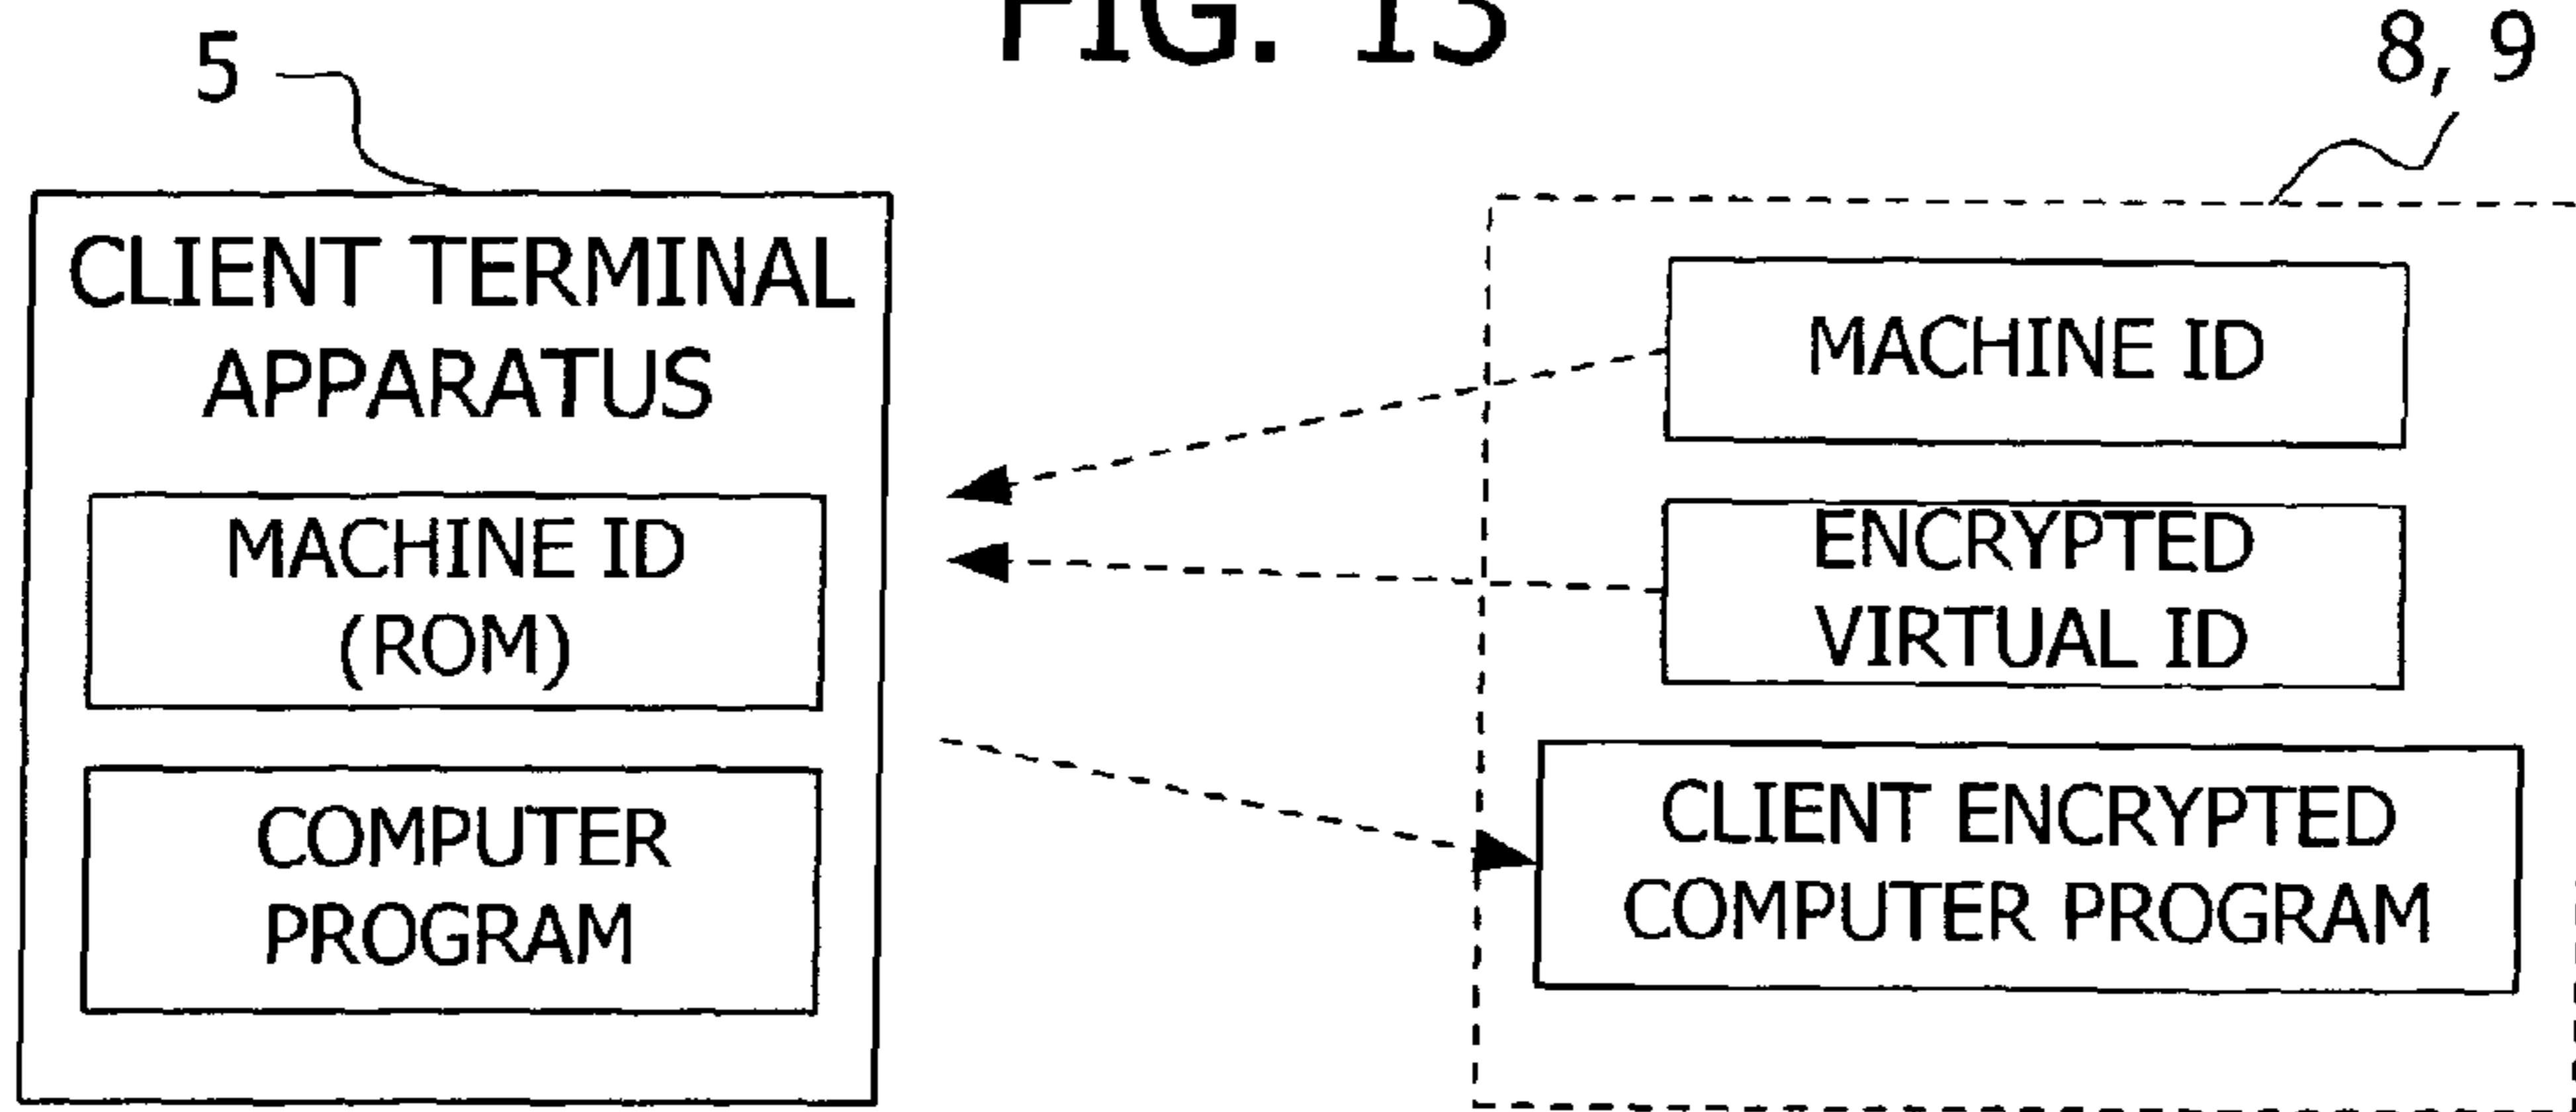 FIG. 13
5
8, 9
CLIENT TERMINAL
APPARATUS
MACHINE ID
(ROM)
COMPUTER
PROGRAM
MACHINE ID
ENCRYPTED
VIRTUAL ID
CLIENT ENCRYPTED
COMPUTER PROGRAM